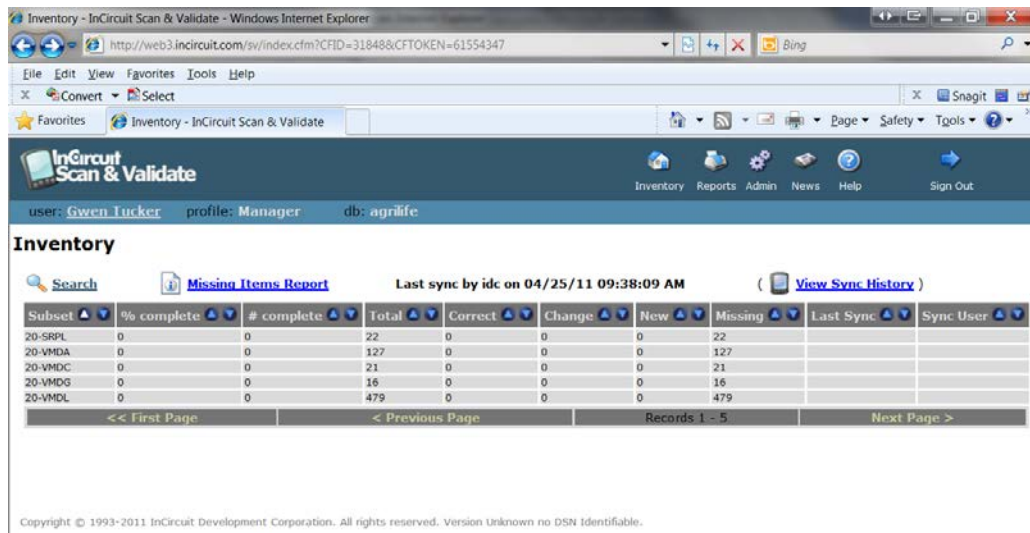 Inventory - InCircuit Scan & Validate - Windows Internet Explorer
http://web3.incircuit.com/sv/index.cfm?CFID=31848&CFTOKEN=61554347 Bing
File Edit View Favorites Tools Help
x Convert Select x Snagit
Favorites Inventory - InCircuit Scan & Validate Page Safety Tools
InCircuit
Scan & Validate
Inventory Reports Admin News Help Sign Out
user: Gwen Tucker profile: Manager db: agrilife
Inventory
Search Missing Items Report Last sync by idc on 04/25/11 09:38:09 AM ( View Sync History )
Subset % complete # complete Total Correct Change New Missing Last Sync Sync User
20-SRPL 0 0 22 0 0 0 22
20-VMDA 0 0 127 0 0 0 127
20-VMDC 0 0 21 0 0 0 21
20-VMDG 0 0 16 0 0 0 16
20-VMDL 0 0 479 0 0 0 479
<< First Page < Previous Page Records 1 - 5 Next Page >
Copyright © 1993-2011 InCircuit Development Corporation. All rights reserved. Version Unknown no DSN Identifiable.